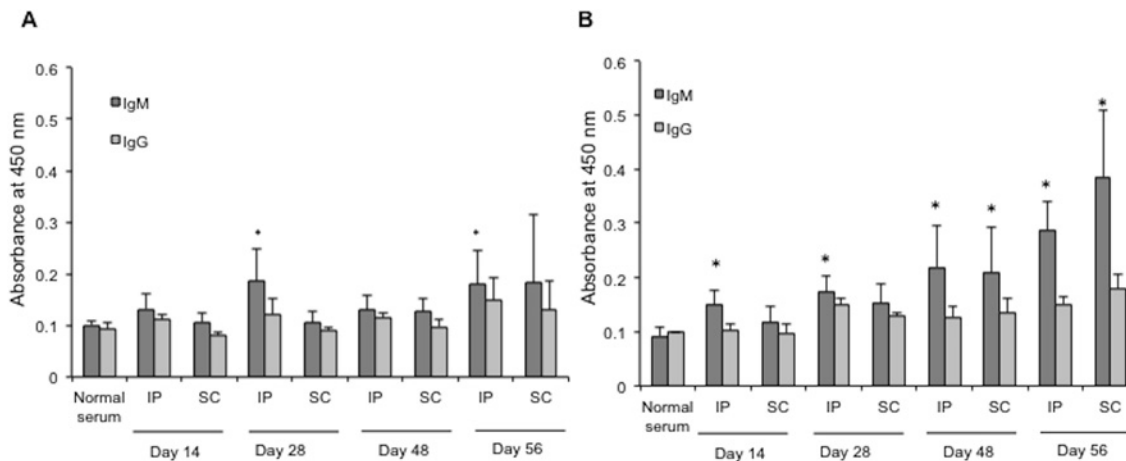 A
0.6
0.5
0.4
0.3
0.2
0.1
0
Absorbance at 450 nm
IgM
IgG
*
*
Normal serum
IP
SC
IP
SC
IP
SC
IP
SC
Day 14
Day 28
Day 48
Day 56
B
0.6
0.5
0.4
0.3
0.2
0.1
0
Absorbance at 450 nm
IgM
IgG
*
*
*
*
*
*
Normal
serum
IP
SC
IP
SC
IP
SC
IP
SC
Day 14
Day 28
Day 48
Day 56